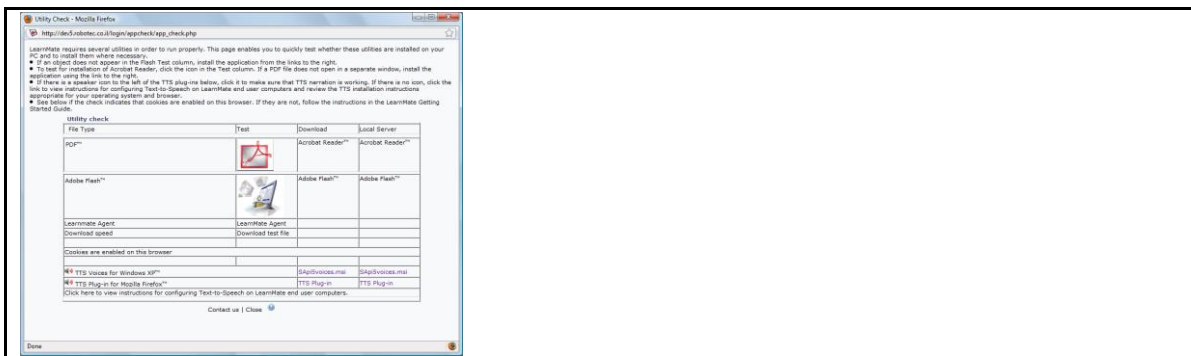 Utility Check - Mozilla Firefox
http://dev5.robotec.co.il/login/appcheck/app_check.php
LearnMate requires several utilities in order to run properly. This page enables you to quickly test whether these utilities are installed on your
PC and to install them where necessary.
● If an object does not appear in the Flash Test column, install the application from the links to the right.
● To test for installation of Acrobat Reader, click the icon in the Test column. If a PDF file does not open in a seperate window, install the
application using the link to the right.
● If there is a speaker icon to the left of the TTS plug-ins below, click it to make sure that TTS narration is working. If there is no icon, click the
link to view instructions for configuring Text-to-Speech on LearnMate end user computers and review the TTS installation instructions
appropriate for your operating system and browser.
● See below if the check indicates that cookies are enabled on this browser. If they are not, follow the instructions in the LearnMate Getting
Started Guide.
Utility check
File Type Test Download Local Server
PDF™ Acrobat Reader™ Acrobat Reader™
Adobe Flash™ Adobe Flash™ Adobe Flash™
Learnmate Agent LearnMate Agent
Download speed Download test file
Cookies are enabled on this browser
TTS Voices for Windows XP™ SApi5voices.msi SApi5voices.msi
TTS Plug-in for Mozilla Firefox™ TTS Plug-in TTS Plug-in
Click here to view instructions for configuring Text-to-Speech on LearnMate end user computers.
Contact us | Close
Done